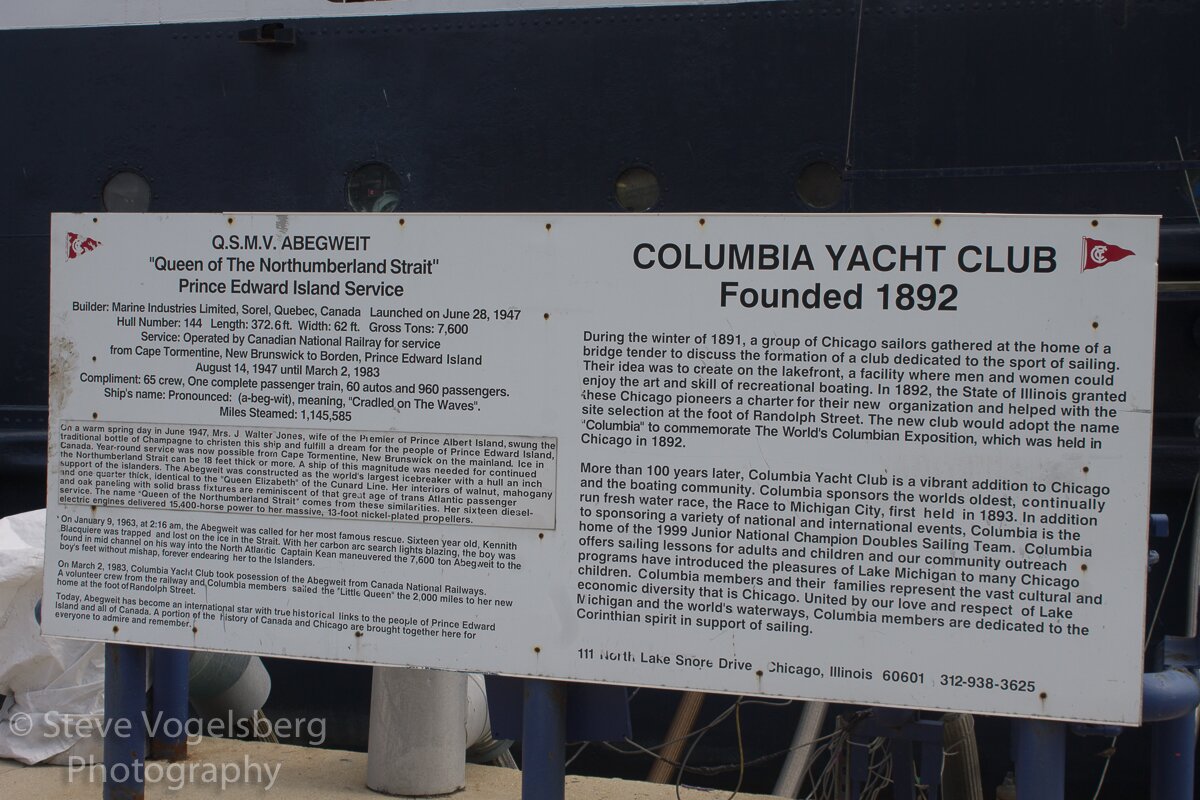 Q.S.M.V. ABEGWEIT
"Queen of The Northumberland Strait"
Prince Edward Island Service
Builder: Marine Industries Limited, Sorel, Quebec, Canada Launched on June 28, 1947
Hull Number: 144 Length: 372.6 ft. Width: 62 ft. Gross Tons: 7,600
Service: Operated by Canadian National Railray for service
from Cape Tormentine, New Brunswick to Borden, Prince Edward Island
August 14, 1947 until March 2, 1983
Compliment: 65 crew, One complete passenger train, 60 autos and 960 passengers.
Ship's name: Pronounced: (a-beg-wit), meaning, "Cradled on The Waves".
Miles Steamed: 1,145,585
On a warm spring day in June 1947, Mrs. J Walter Jones, wife of the Premier of Prince Albert Island, swung the
traditional bottle of Champagne to christen this ship and fulfill a dream for the people of Prince Edward Island,
Canada. Year-round service was now possible from Cape Tormentine, New Brunswick on the mainland. Ice in
the Northumberland Strait can be 18 feet thick or more. A ship of this magnitude was needed for continued
support of the islanders. The Abegweit was constructed as the world's largest icebreaker with a hull an inch
and one quarter thick, identical to the "Queen Elizabeth" of the Cunard Line. Her interiors of walnut, mahogany
and oak paneling with solid brass fixtures are reminiscent of that great age of trans Atlantic passenger
service. The name "Queen of the Northumberland Strait" comes from these similarities. Her sixteen diesel-
electric engines delivered 15.400-horse power to her massive, 13-foot nickel-plated propellers.
On January 9, 1963, at 2:16 am, the Abegweit was called for her most famous rescue. Sixteen year old, Kennith
Blacquiere was trapped and lost on the ice in the Strait. With her carbon arc search lights blazing, the boy was
found in mid channel on his way into the North Atlantic Captain Kean maneuvered the 7,600 ton Abegweit to the
boy's feet without mishap, forever endearing her to the Islanders.
On March 2, 1983, Columbia Yacht Club took posession of the Abegweit from Canada National Railways.
A volunteer crew from the railway and Columbia members sailed the "Little Queen" the 2,000 miles to her new
home at the foot of Randolph Street.
Today, Abegweit has become an international star with true historical links to the people of Prince Edward
Island and all of Canada. A portion of the history of Canada and Chicago are brought together here for
everyone to admire and remember.
COLUMBIA YACHT CLUB
Founded 1892
During the winter of 1891, a group of Chicago sailors gathered at the home of a
bridge tender to discuss the formation of a club dedicated to the sport of sailing.
Their idea was to create on the lakefront, a facility where men and women could
enjoy the art and skill of recreational boating. In 1892, the State of Illinois granted
these Chicago pioneers a charter for their new organization and helped with the
site selection at the foot of Randolph Street. The new club would adopt the name
"Columbia" to commemorate The World's Columbian Exposition, which was held in
Chicago in 1892.
More than 100 years later, Columbia Yacht Club is a vibrant addition to Chicago
and the boating community. Columbia sponsors the worlds oldest, continually
run fresh water race, the Race to Michigan City, first held in 1893. In addition
to sponsoring a variety of national and international events, Columbia is the
home of the 1999 Junior National Champion Doubles Sailing Team. Columbia
offers sailing lessons for adults and children and our community outreach
programs have introduced the pleasures of Lake Michigan to many Chicago
children. Columbia members and their families represent the vast cultural and
economic diversity that is Chicago. United by our love and respect of Lake
Michigan and the world's waterways, Columbia members are dedicated to the
Corinthian spirit in support of sailing.
111 North Lake Shore Drive Chicago, Illinois 60601 312-938-3625
© Steve Vogelsberg
Photography